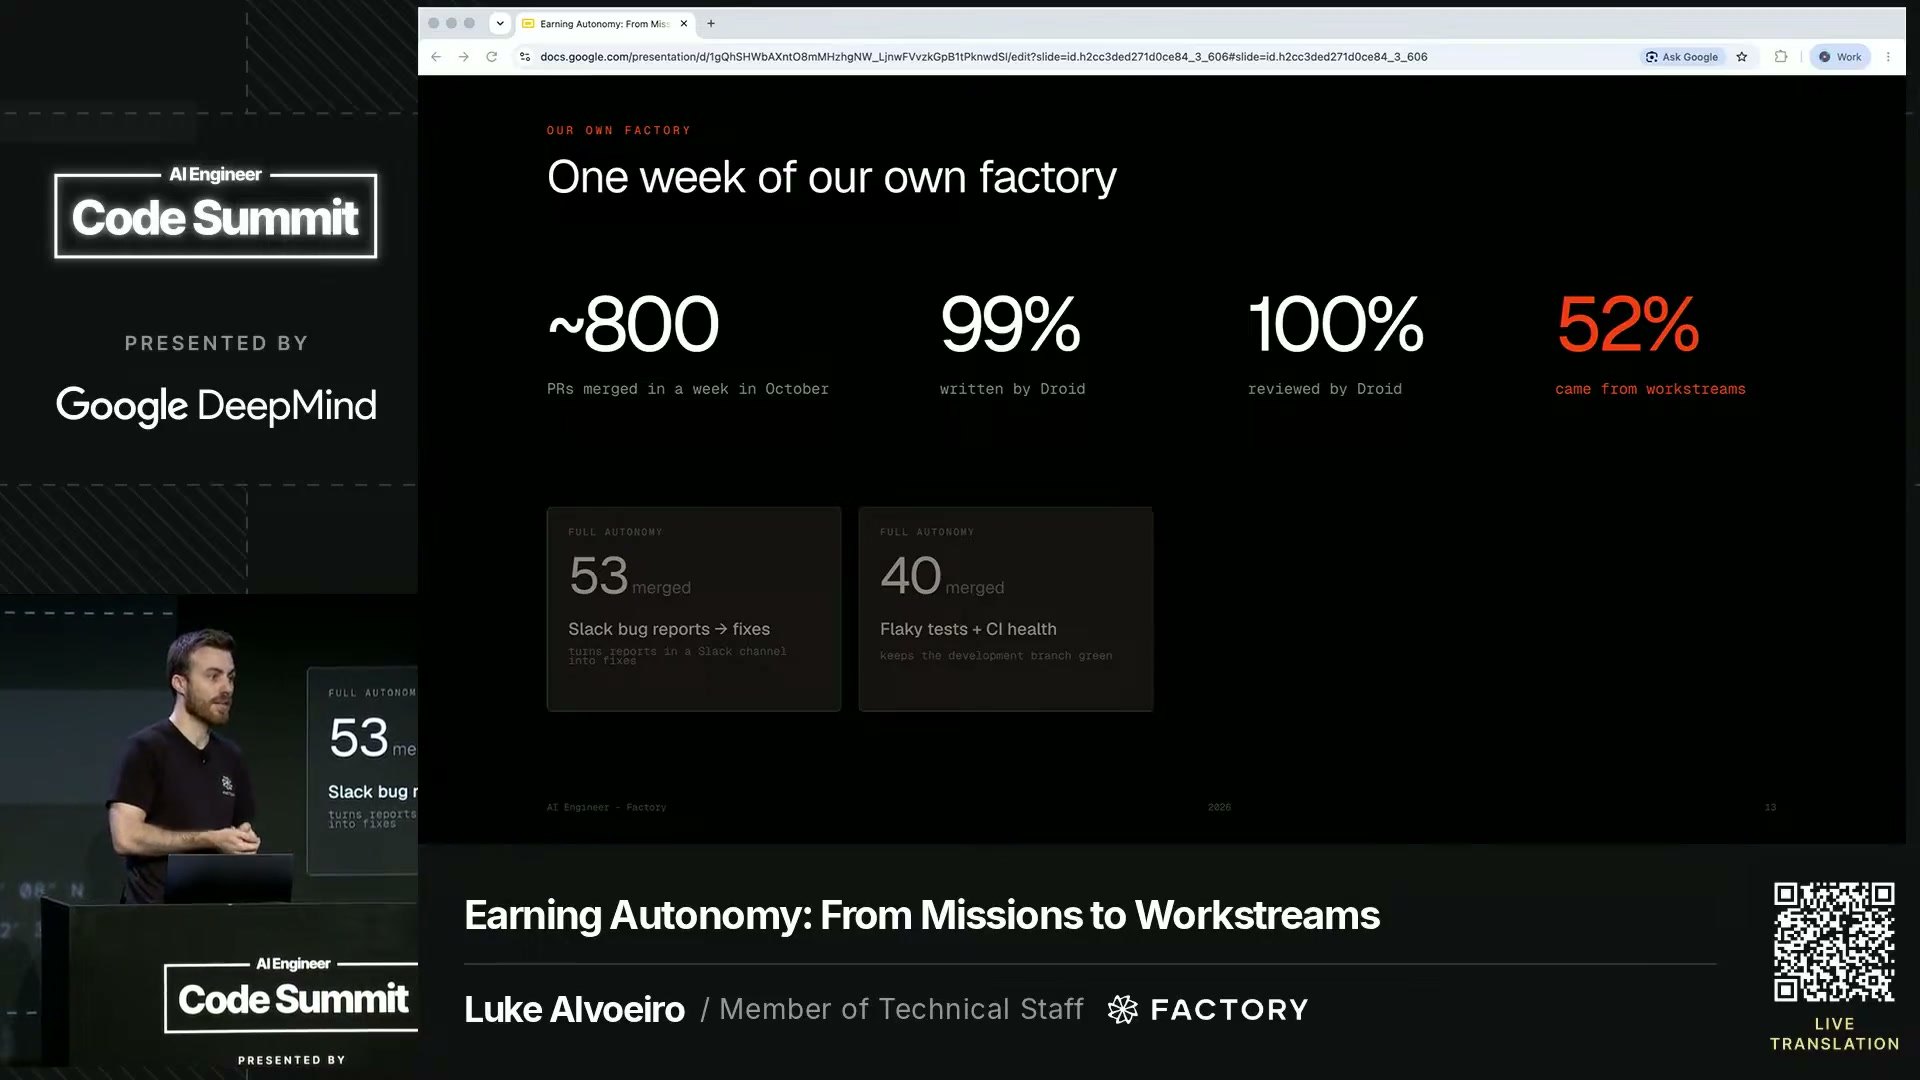 Earning Autonomy: From Mis
docs.google.com/presentation/d/1gQhSHWbAXntO8mMHzhgNW_LjnwFVvzkGpB1tPknwdSI/edit?slide=id.h2cc3ded271d0ce84_3_606#slide=id.h2cc3ded271d0ce84_3_606
Ask Google
Work
AI Engineer
Code Summit
PRESENTED BY
Google DeepMind
OUR OWN FACTORY
One week of our own factory
~800
PRs merged in a week in October
99%
written by Droid
100%
reviewed by Droid
52%
came from workstreams
FULL AUTONOMY
53 merged
Slack bug reports → fixes
turns reports in a Slack channel
into fixes
FULL AUTONOMY
40 merged
Flaky tests + CI health
keeps the development branch green
AI Engineer - Factory
2026
13
FULL AUTONOM
53 me
Slack bug r
turns reports
into fixes
AI Engineer
Code Summit
PRESENTED BY
Earning Autonomy: From Missions to Workstreams
Luke Alvoeiro / Member of Technical Staff
FACTORY
LIVE
TRANSLATION